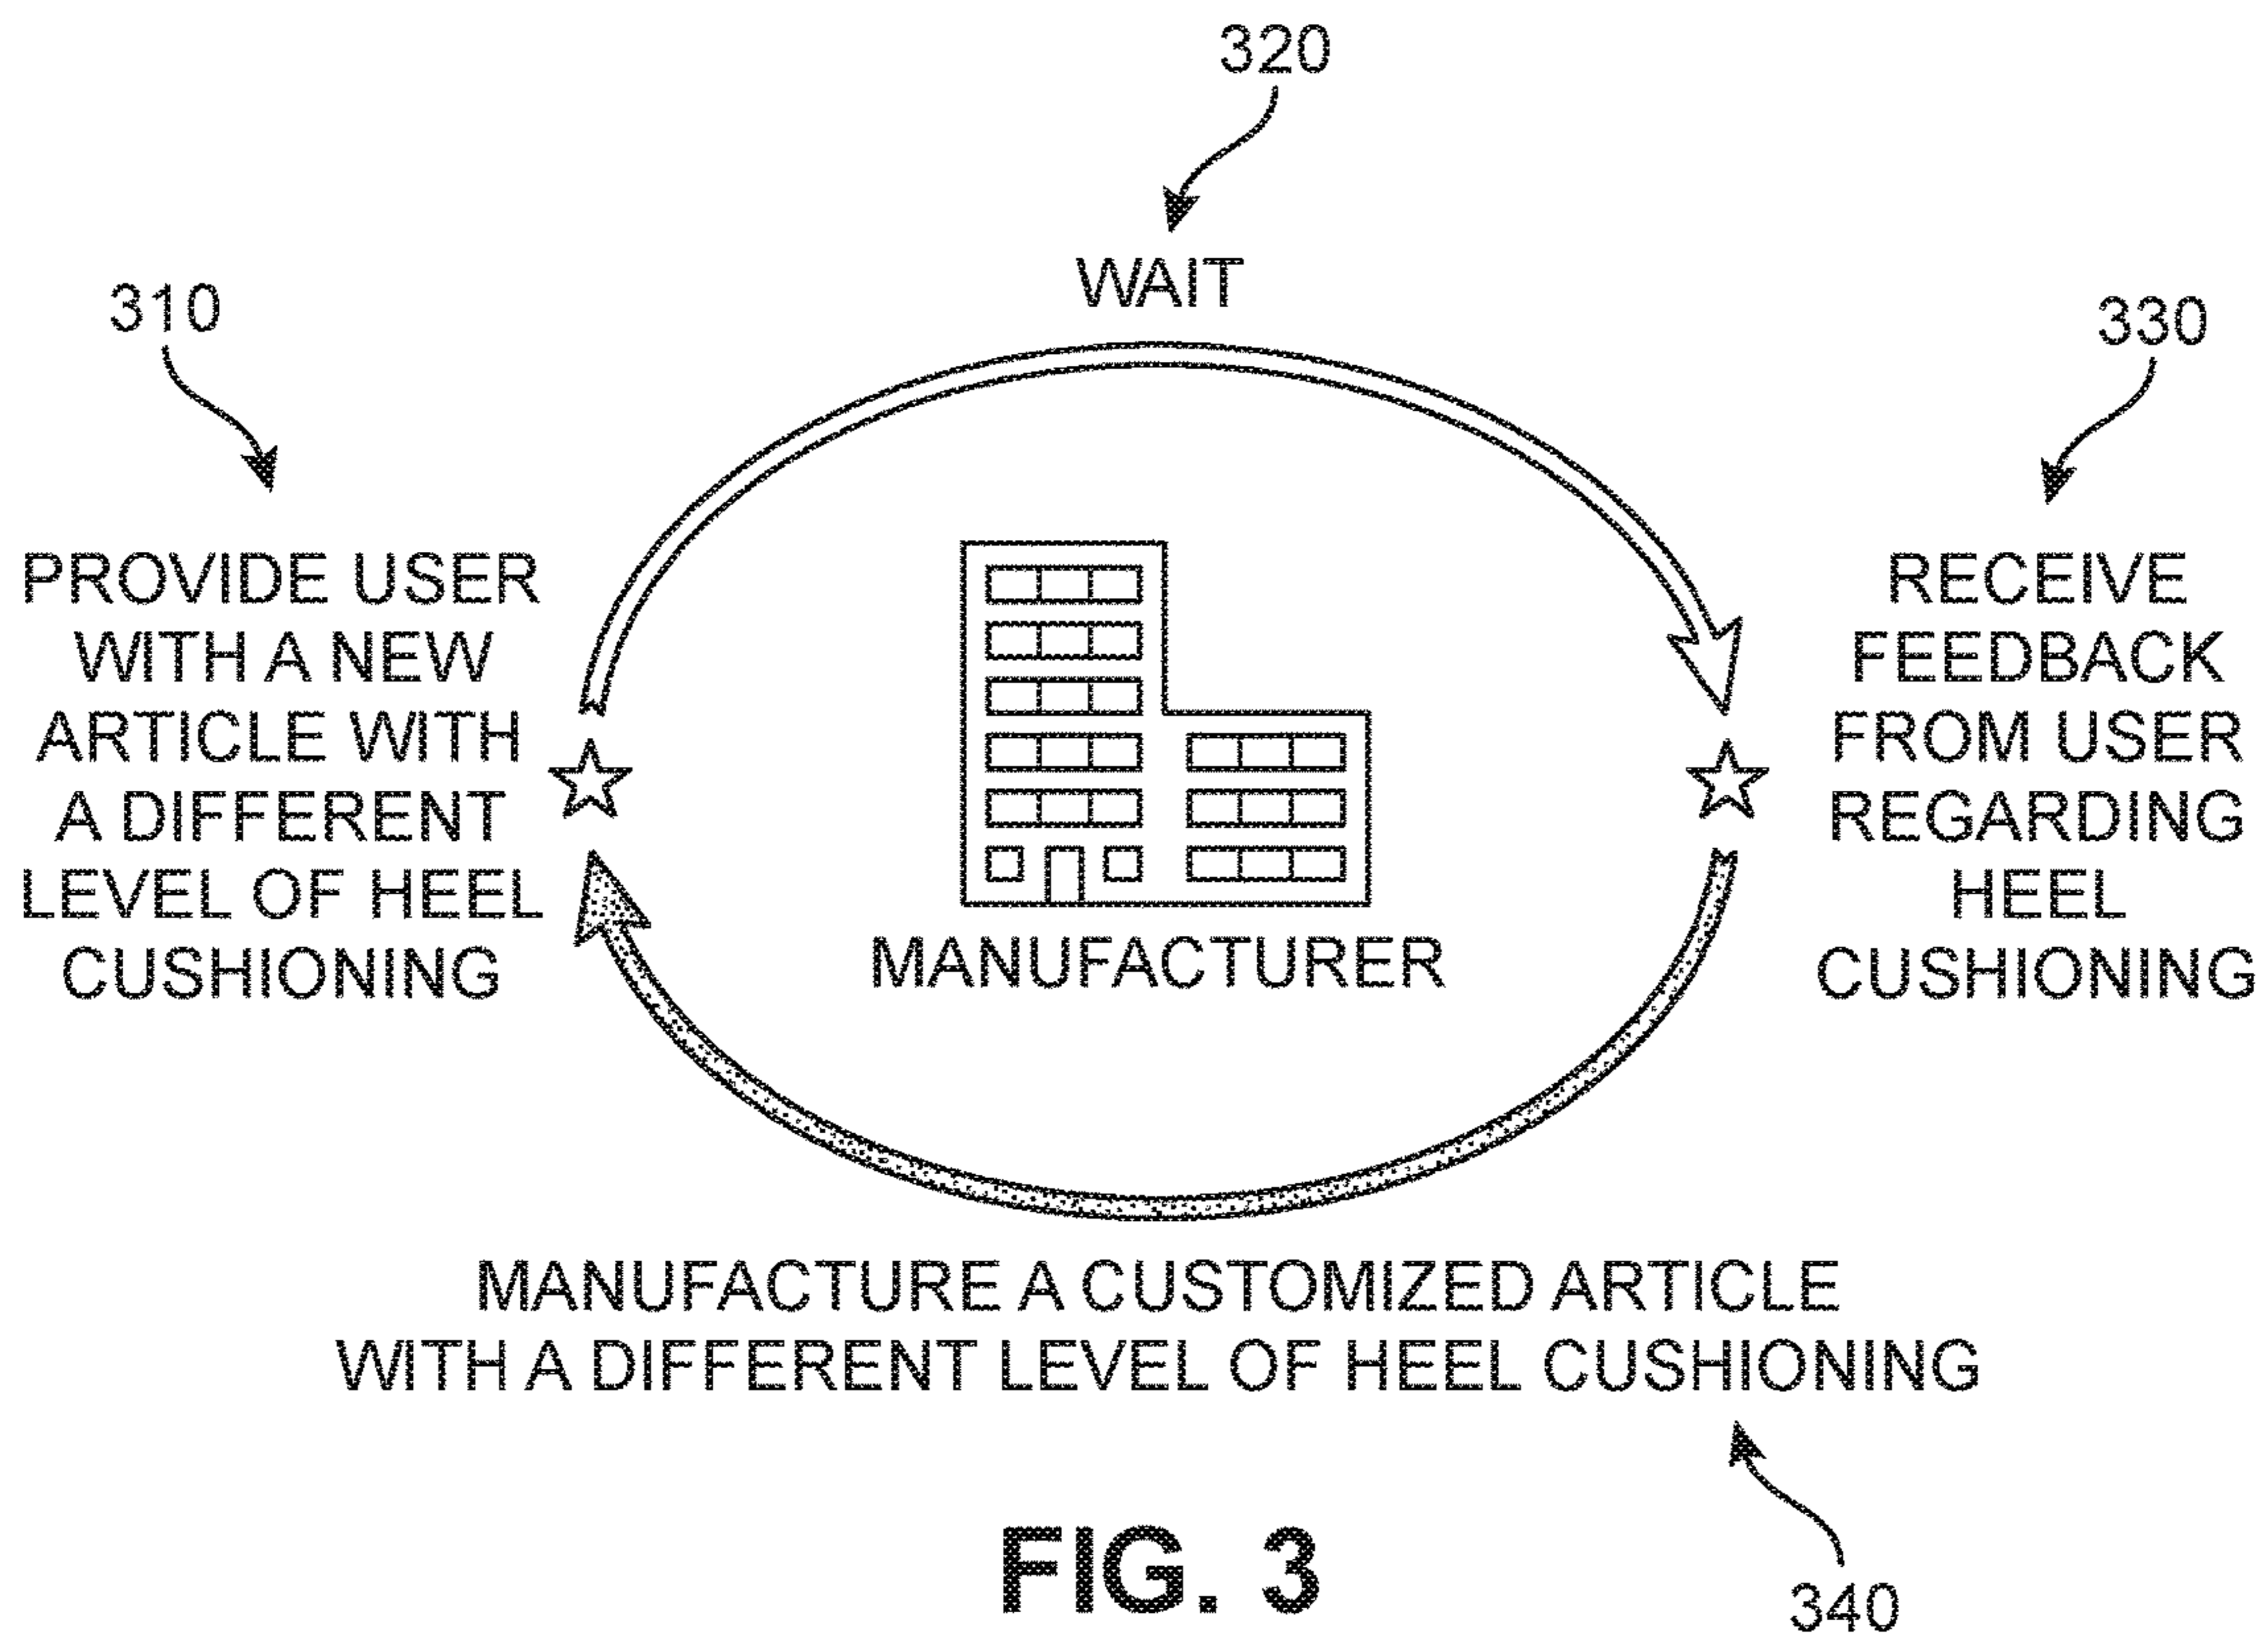 320
WAIT
310
PROVIDE USER
WITH A NEW
ARTICLE WITH
A DIFFERENT
LEVEL OF HEEL
CUSHIONING
330
RECEIVE
FEEDBACK
FROM USER
REGARDING
HEEL
CUSHIONING
MANUFACTURER
MANUFACTURE A CUSTOMIZED ARTICLE
WITH A DIFFERENT LEVEL OF HEEL CUSHIONING
340
FIG. 3